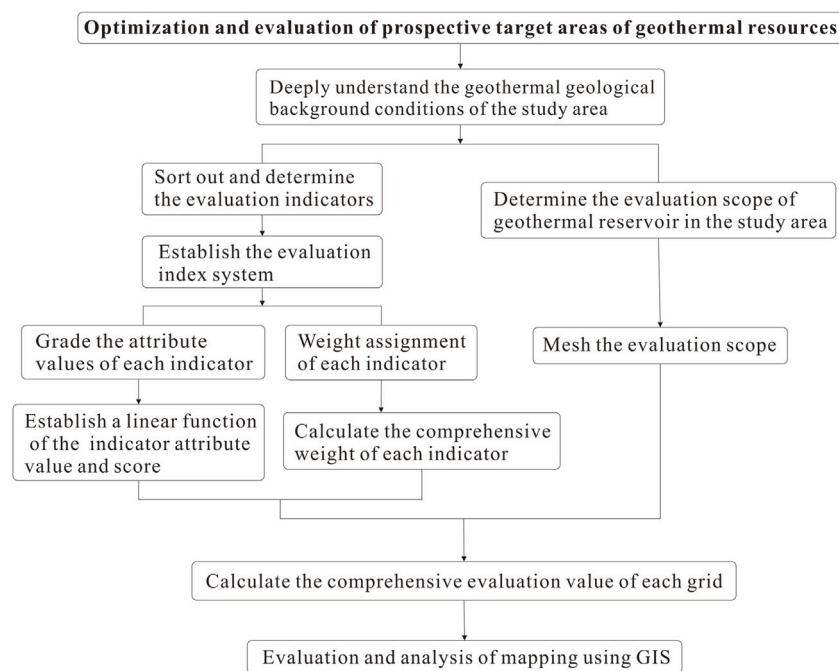 Optimization and evaluation of prospective target areas of geothermal resources
Deeply understand the geothermal geological
background conditions of the study area
Sort out and determine
the evaluation indicators
Determine the evaluation scope of
geothermal reservoir in the study area
Establish the evaluation
index system
Grade the attribute
values of each indicator
Weight assignment
of each indicator
Mesh the evaluation scope
Establish a linear function
of the indicator attribute
value and score
Calculate the comprehensive
weight of each indicator
Calculate the comprehensive evaluation value of each grid
Evaluation and analysis of mapping using GIS